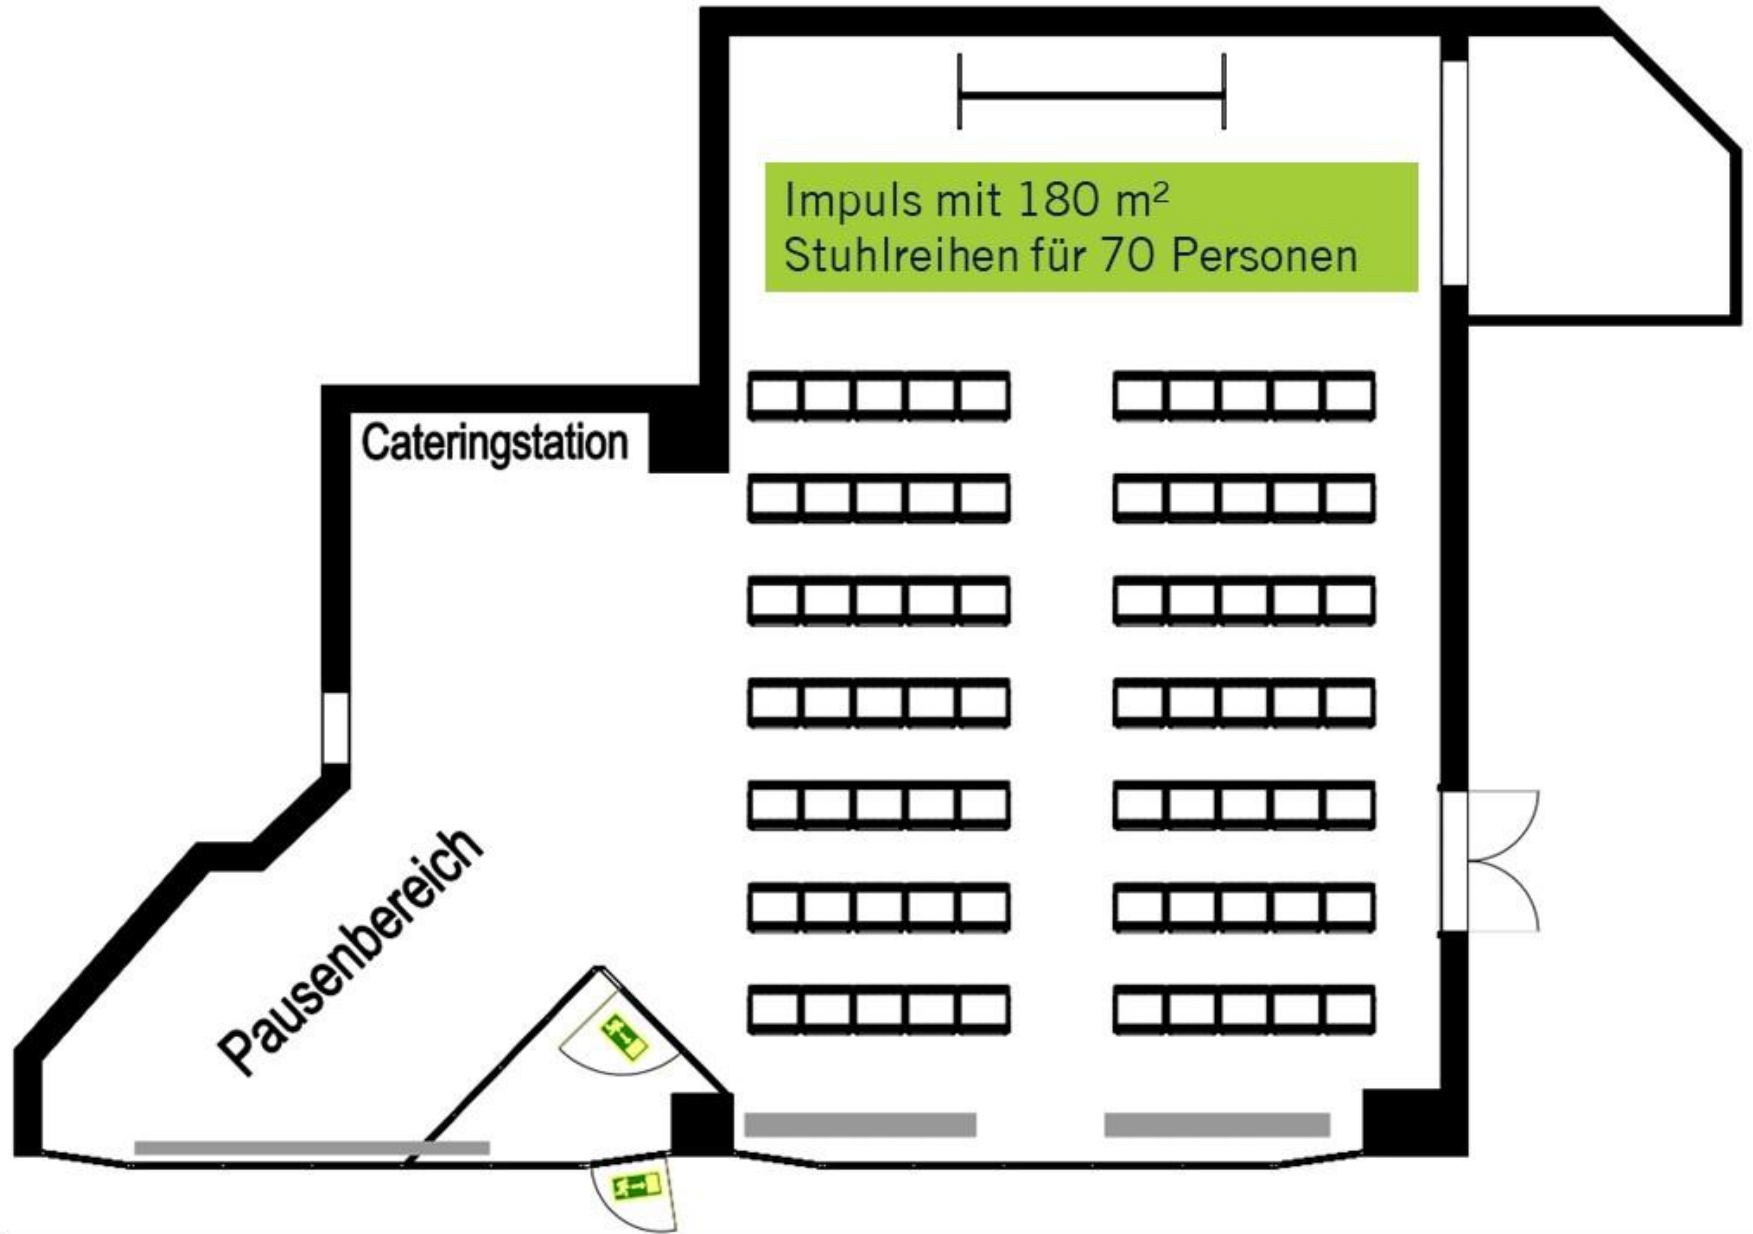 Impuls mit 180 m²
Stuhlreihen für 70 Personen
Cateringstation
Pausenbereich